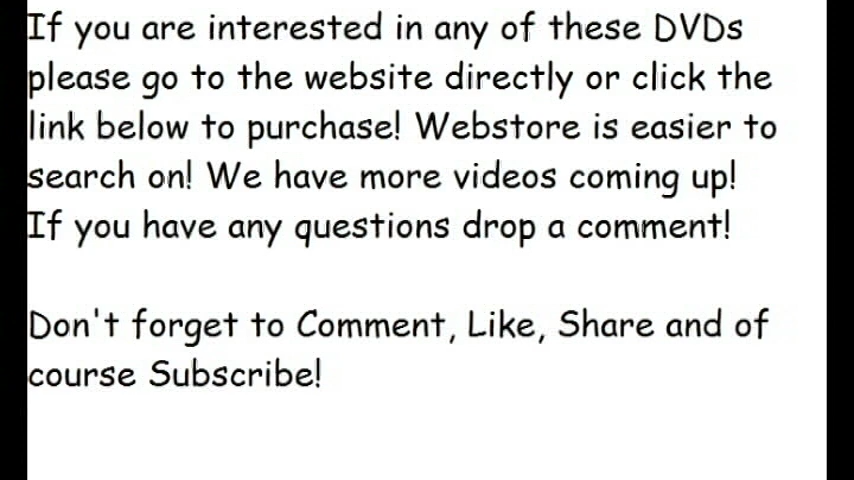 If you are interested in any of these DVDs
please go to the website directly or click the
link below to purchase! Webstore is easier to
search on! We have more videos coming up!
If you have any questions drop a comment!
Don't forget to Comment, Like, Share and of
course Subscribe!